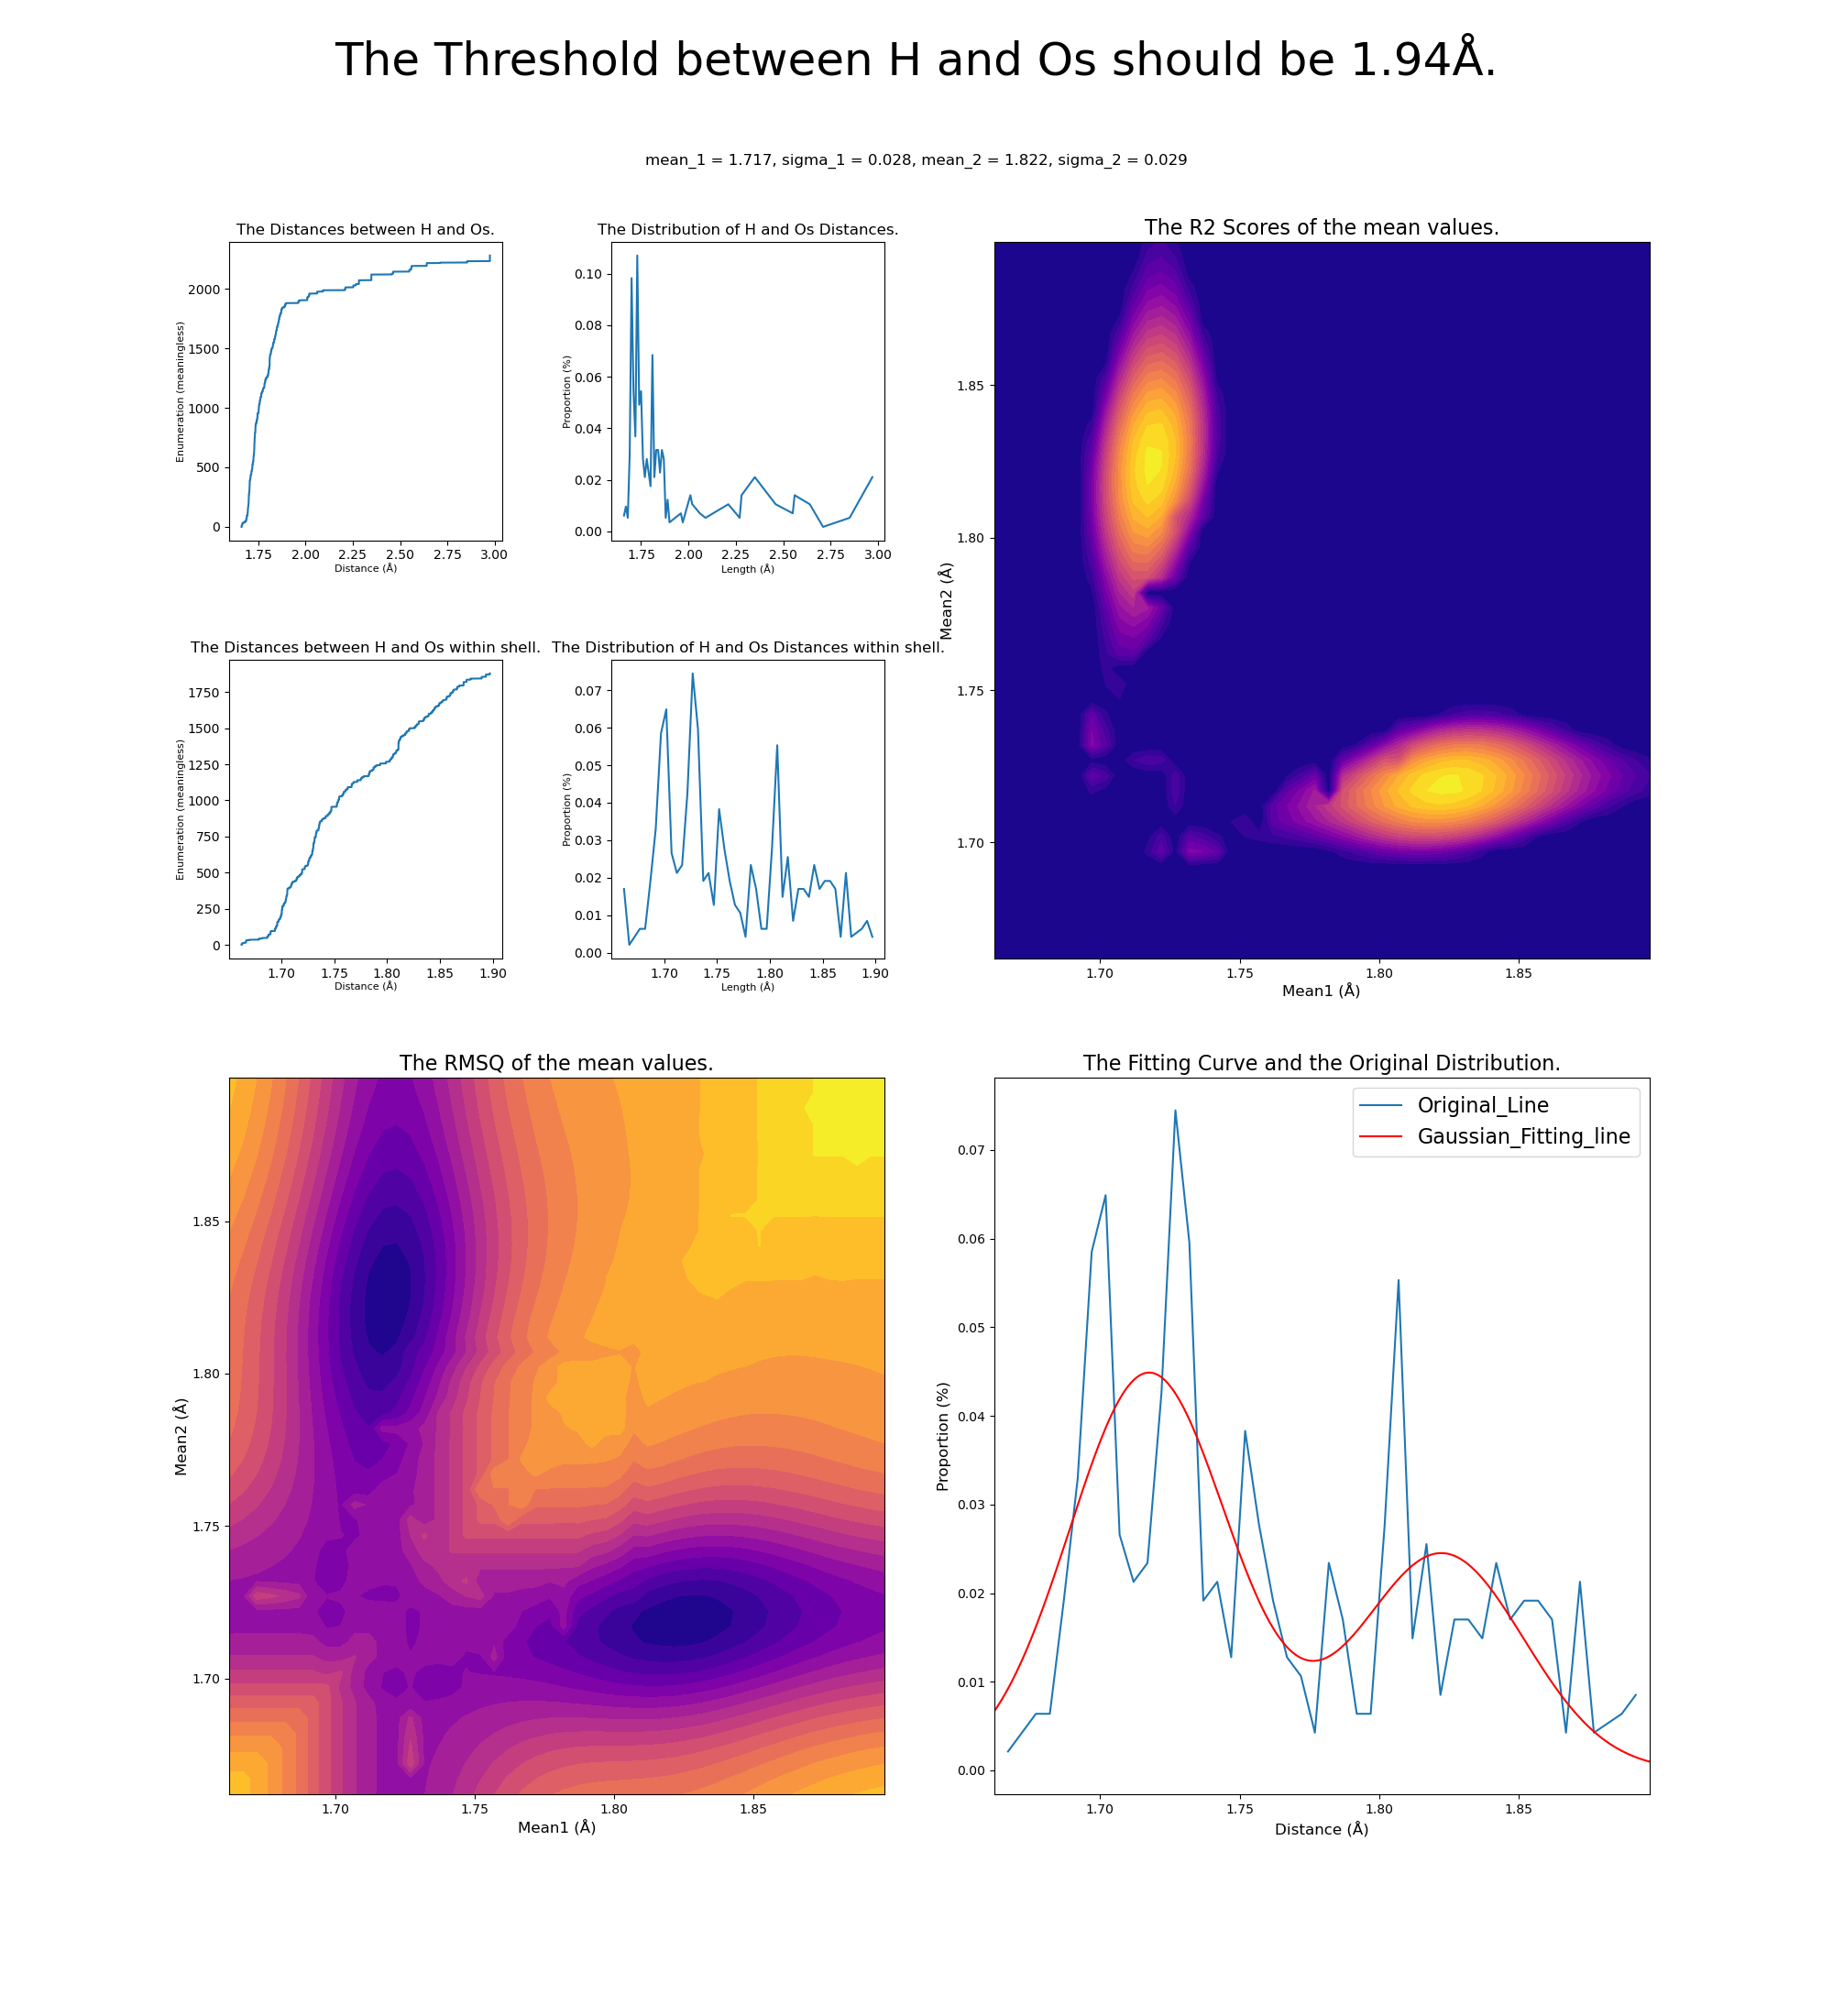 The Threshold between H and Os should be 1.94Å.
mean_1 = 1.717, sigma_1 = 0.028, mean_2 = 1.822, sigma_2 = 0.029
The Distances between H and Os.
Enumeration (meaningless)
2000
1500
1000
500
0
1.75 2.00 2.25 2.50 2.75 3.00
Distance (Å)
The Distribution of H and Os Distances.
Proportion (%)
0.10
0.08
0.06
0.04
0.02
0.00
1.75 2.00 2.25 2.50 2.75 3.00
Length (Å)
The R2 Scores of the mean values.
Mean2 (Å)
1.85
1.80
1.75
1.70
1.70 1.75 1.80 1.85
Mean1 (Å)
The Distances between H and Os within shell.
Enumeration (meaningless)
1750
1500
1250
1000
750
500
250
0
1.70 1.75 1.80 1.85 1.90
Distance (Å)
The Distribution of H and Os Distances within shell.
Proportion (%)
0.07
0.06
0.05
0.04
0.03
0.02
0.01
0.00
1.70 1.75 1.80 1.85 1.90
Length (Å)
The RMSQ of the mean values.
Mean2 (Å)
1.85
1.80
1.75
1.70
1.70 1.75 1.80 1.85
Mean1 (Å)
The Fitting Curve and the Original Distribution.
Original_Line
Gaussian_Fitting_line
Proportion (%)
0.07
0.06
0.05
0.04
0.03
0.02
0.01
0.00
1.70 1.75 1.80 1.85
Distance (Å)